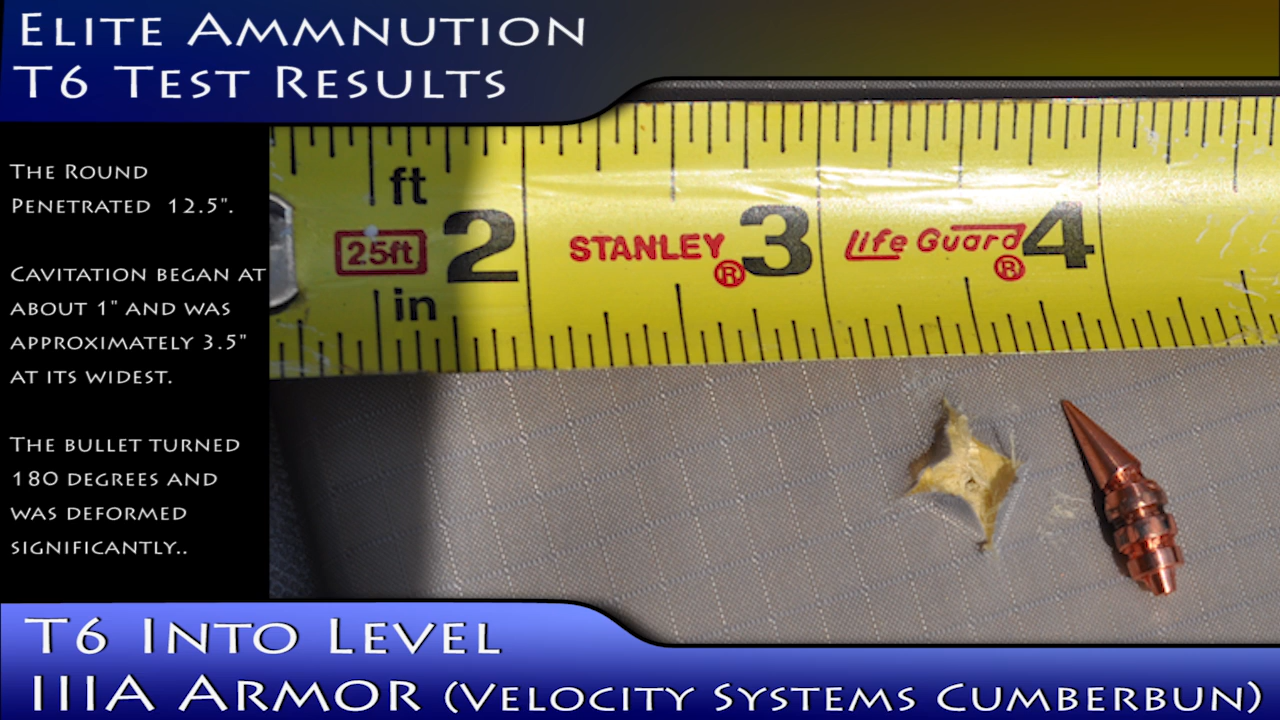 Elite Ammnution
T6 Test Results
The Round
Penetrated 12.5".
Cavitation began at
about 1" and was
approximately 3.5"
at its widest.
The bullet turned
180 degrees and
was deformed
significantly..
ft
25ft
in
2
STANLEY®
3
Life Guard®
4
T6 Into Level
IIIA Armor (Velocity Systems Cumberbun)